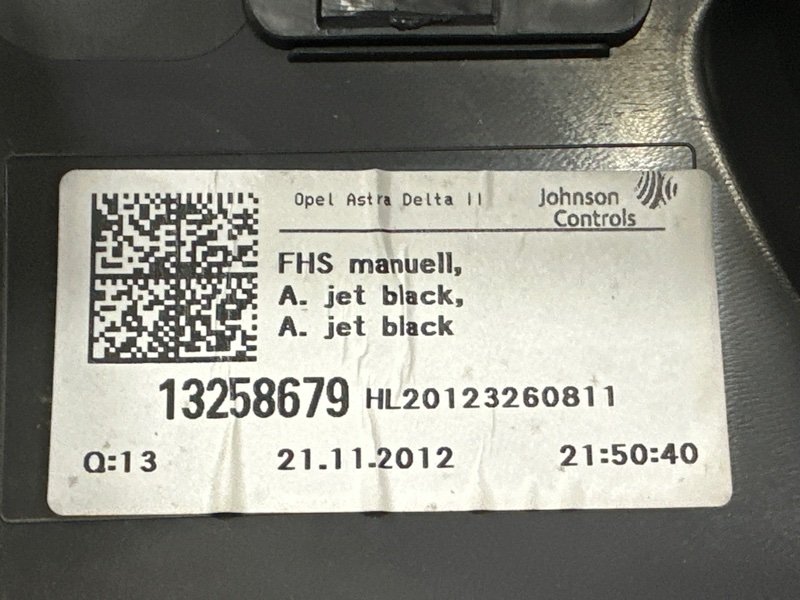 Opel Astra Delta II
Johnson
Controls
FHS manuell,
A. jet black,
A. jet black
13258679 HL20123260811
Q:13 21.11.2012 21:50:40